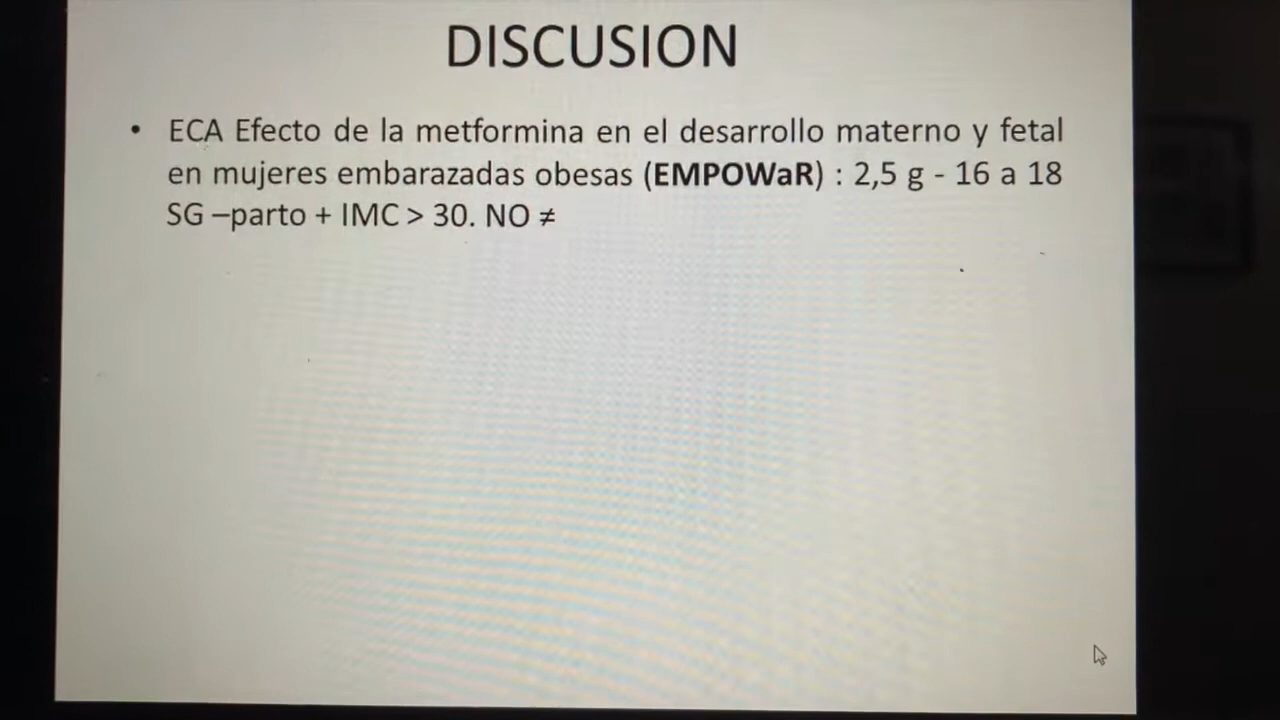 DISCUSION
• ECA Efecto de la metformina en el desarrollo materno y fetal
en mujeres embarazadas obesas (EMPOWaR) : 2,5 g - 16 a 18
SG –parto + IMC > 30. NO ≠